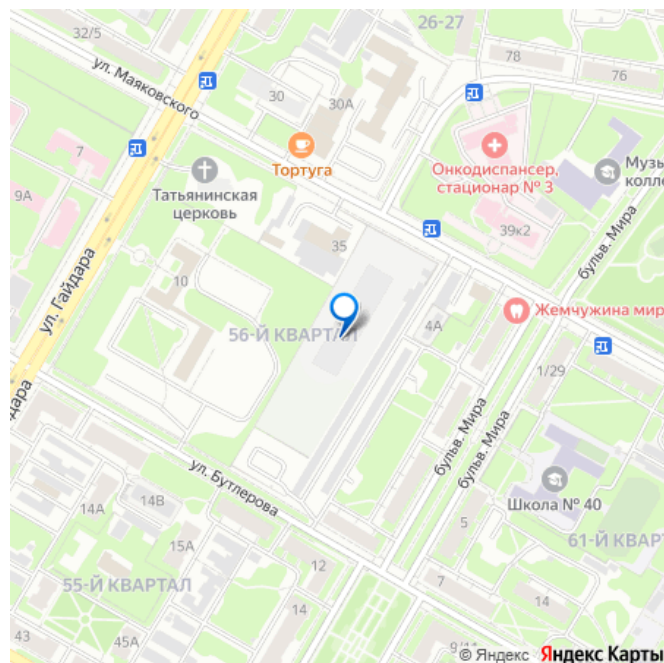 32/5
26-27
78
76
ул. Маяковского
30
30А
7
Тортуга
Онкодиспансер,
стационар № 3
Музы
колле
9А
Татьянинская
церковь
39к2
35
бульв. Мира
ул. Гайдара
10
Жемчужина мир
56-Й КВАРТАЛ
4А
1/29
дара
бульв. Мира
бульв. Мира
ул. Бутлерова
14А
14В
Школа № 40
15А
5
61-Й КВАРТ
12
55-Й КВАРТАЛ
7
14
14
43
45А
9/11
© Яндекс Яндекс Карты